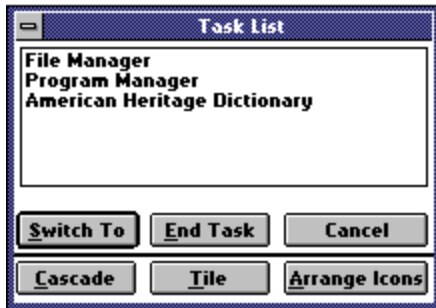 Task List
File Manager
Program Manager
American Heritage Dictionary
Switch To End Task Cancel
Cascade Tile Arrange Icons